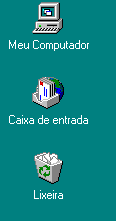 Meu Computador
Caixa de entrada
Lixeira